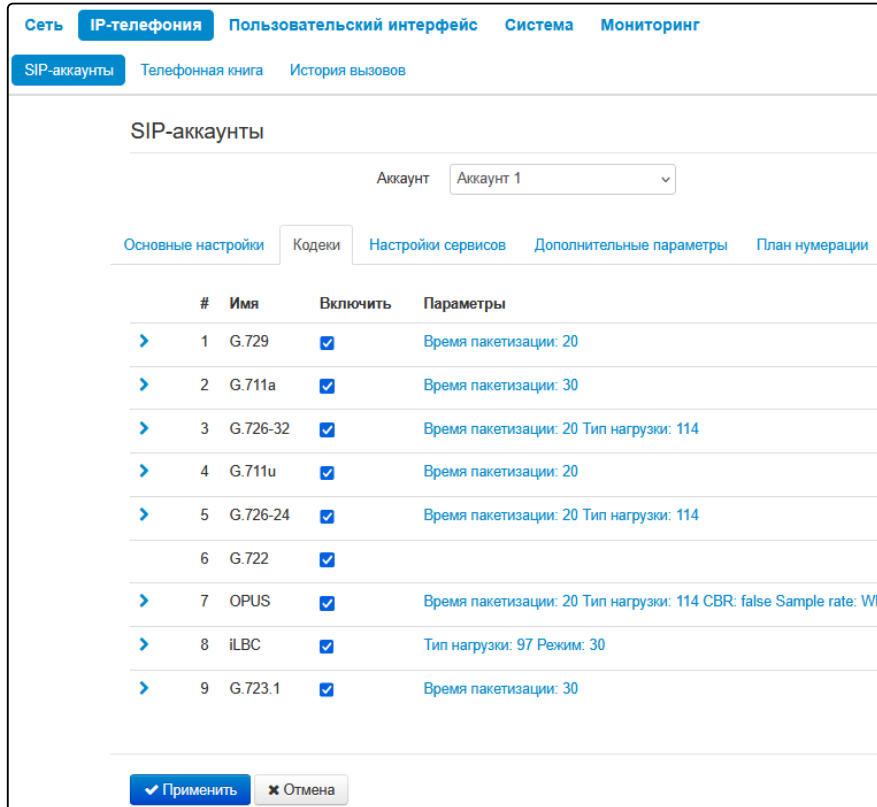 Сеть IP-телефония Пользовательский интерфейс Система Мониторинг
SIP-аккаунты Телефонная книга История вызовов
SIP-аккаунты
Аккаунт Аккаунт 1
Основные настройки Кодеки Настройки сервисов Дополнительные параметры План нумерации
# Имя Включить Параметры
1 G.729 Время пакетизации: 20
2 G.711a Время пакетизации: 30
3 G.726-32 Время пакетизации: 20 Тип нагрузки: 114
4 G.711u Время пакетизации: 20
5 G.726-24 Время пакетизации: 20 Тип нагрузки: 114
6 G.722
7 OPUS Время пакетизации: 20 Тип нагрузки: 114 CBR: false Sample rate:
8 iLBC Тип нагрузки: 97 Режим: 30
9 G.723.1 Время пакетизации: 30
Применить Отмена